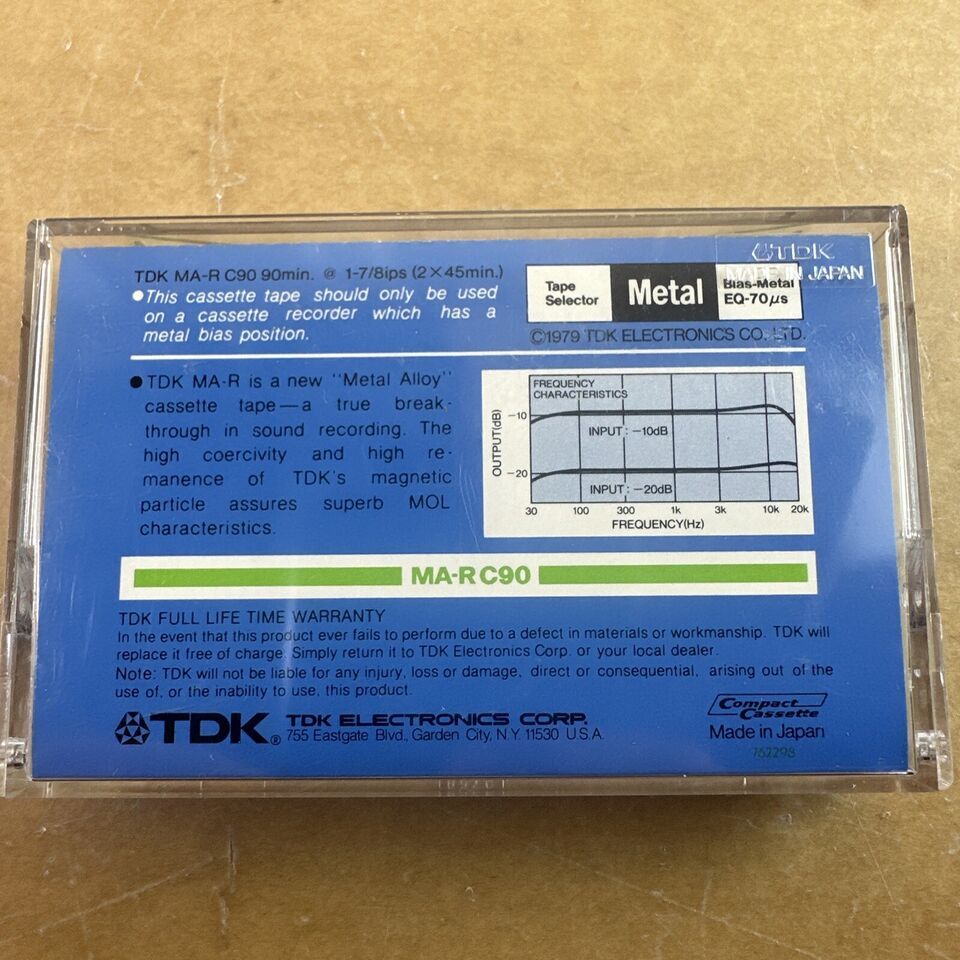 TDK MA-R C90 90min. @ 1-7/8ips (2×45min.)
●This cassette tape should only be used
on a cassette recorder which has a
metal bias position.
Tape
Selector
Metal
Bias-Metal
EQ-70µs
TDK
MADE IN JAPAN
©1979 TDK ELECTRONICS CO. LTD.
● TDK MA-R is a new "Metal Alloy"
cassette tape—a true break-
through in sound recording. The
high coercivity and high re-
manence of TDK's magnetic
particle assures superb MOL
characteristics.
FREQUENCY
CHARACTERISTICS
OUTPUT(dB)
−10
INPUT : −10dB
−20
INPUT : −20dB
30 100 300 1k 3k 10k 20k
FREQUENCY(Hz)
MA-R C90
TDK FULL LIFE TIME WARRANTY
In the event that this product ever fails to perform due to a defect in materials or workmanship. TDK will
replace it free of charge. Simply return it to TDK Electronics Corp. or your local dealer.
Note: TDK will not be liable for any injury, loss or damage, direct or consequential, arising out of the
use of, or the inability to use, this product.
TDK®
TDK ELECTRONICS CORP.
755 Eastgate Blvd., Garden City, N.Y. 11530 U.S.A.
Compact
Cassette
Made in Japan
762298